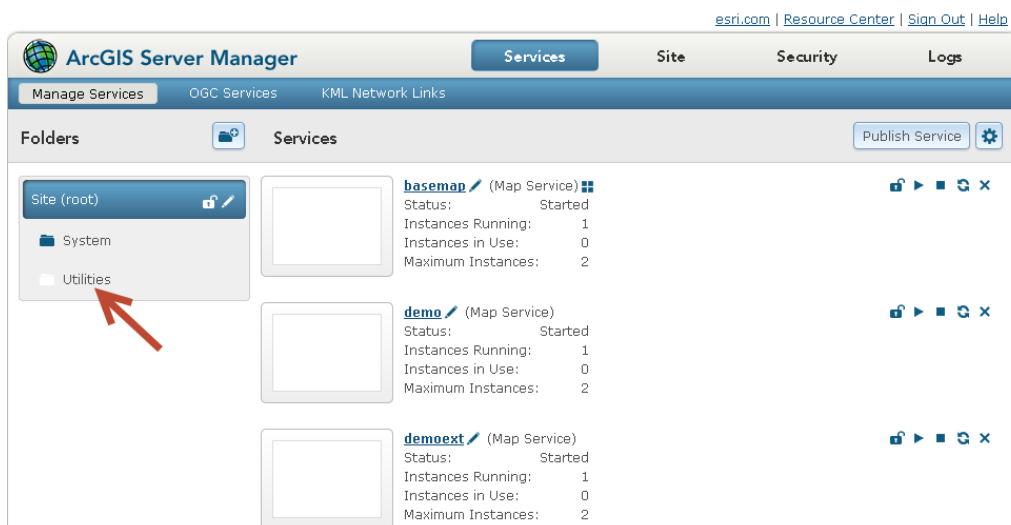 esri.com | Resource Center | Sign Out | Help
ArcGIS Server Manager
Services Site Security Logs
Manage Services OGC Services KML Network Links
Folders Services Publish Service
Site (root)
System
Utilities
basemap (Map Service)
Status: Started
Instances Running: 1
Instances in Use: 0
Maximum Instances: 2
demo (Map Service)
Status: Started
Instances Running: 1
Instances in Use: 0
Maximum Instances: 2
demoext (Map Service)
Status: Started
Instances Running: 1
Instances in Use: 0
Maximum Instances: 2